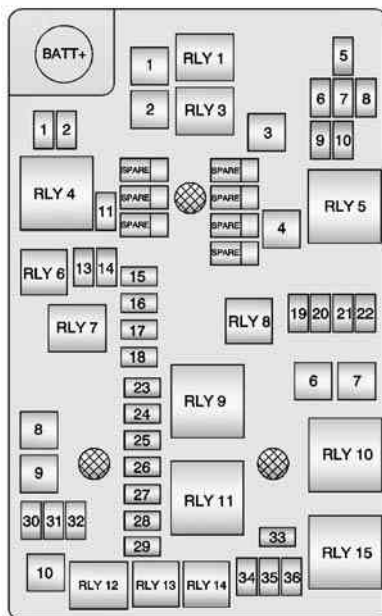 BATT+
1
RLY 1
5
2
RLY 3
6 7 8
3
9 10
1 2
RLY 4
11
SPARE
SPARE
SPARE
SPARE
SPARE
SPARE
SPARE
4
RLY 5
RLY 6
13 14
15
16
RLY 7
17
18
RLY 8
19 20 21 22
23
24
25
26
27
28
29
RLY 9
6
7
8
9
RLY 10
RLY 11
30 31 32
33
10
RLY 12
RLY 13
RLY 14
34 35 36
RLY 15